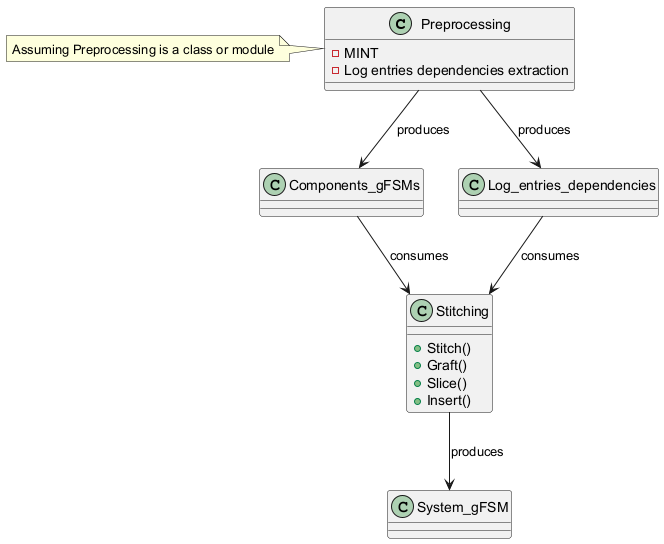 Assuming Preprocessing is a class or module
C Preprocessing
MINT
Log entries dependencies extraction
produces
produces
C Components_gFSMs
C Log_entries_dependencies
consumes
consumes
C Stitching
Stitch()
Graft()
Slice()
Insert()
produces
C System_gFSM